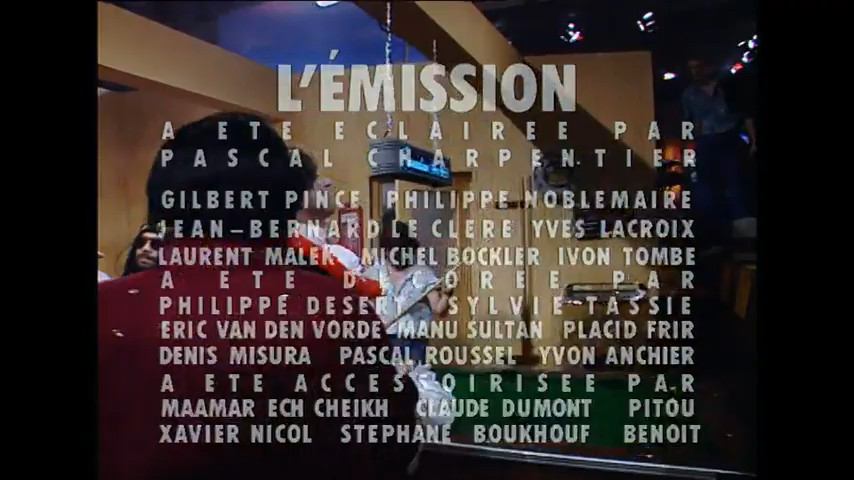 L'ÉMISSION
A ETE ECLAIREE PAR
PASCAL CHARPENTIER
GILBERT PINCE PHILIPPE NOBLEMAIRE
JEAN-BERNARD LE CLERE YVES LACROIX
LAURENT MALEK MICHEL BOCKLER IVON TOMBE
A ETE DECOREE PAR
PHILIPPE DESERT SYLVIE TASSIE
ERIC VAN DEN VORDE MANU SULTAN PLACID FRIR
DENIS MISURA PASCAL ROUSSEL YVON ANCHIER
A ETE ACCESSOIRISEE PAR
MAAMAR ECH CHEIKH CLAUDE DUMONT PITOU
XAVIER NICOL STEPHANE BOUKHOUF BENOIT